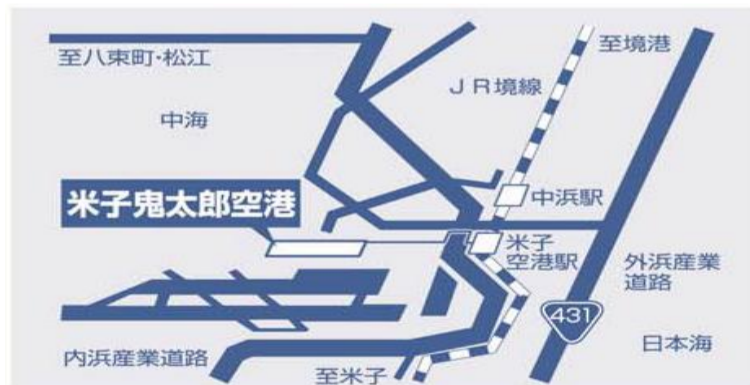 至境港
至八束町・松江
JR境線
中海
米子鬼太郎空港
中浜駅
米子
空港駅
外浜産業
道路
431
日本海
内浜産業道路
至米子